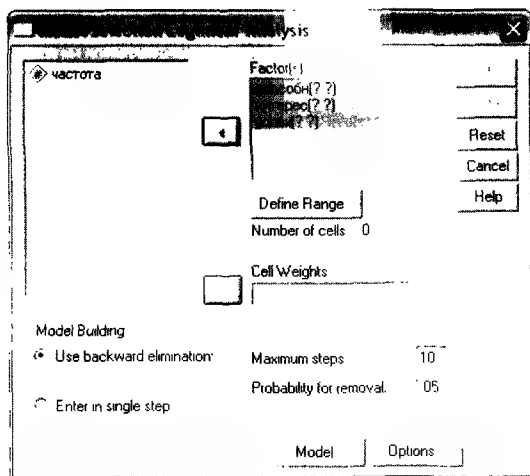 Analysis
частота
Factor(s)
(? ?)
(? ?)
(? ?)
Reset
Cancel
Help
Define Range
Number of cells 0
Cell Weights
Model Building
Use backward elimination:
Maximum steps 10
Probability for removal. 05
Enter in single step
Model
Options